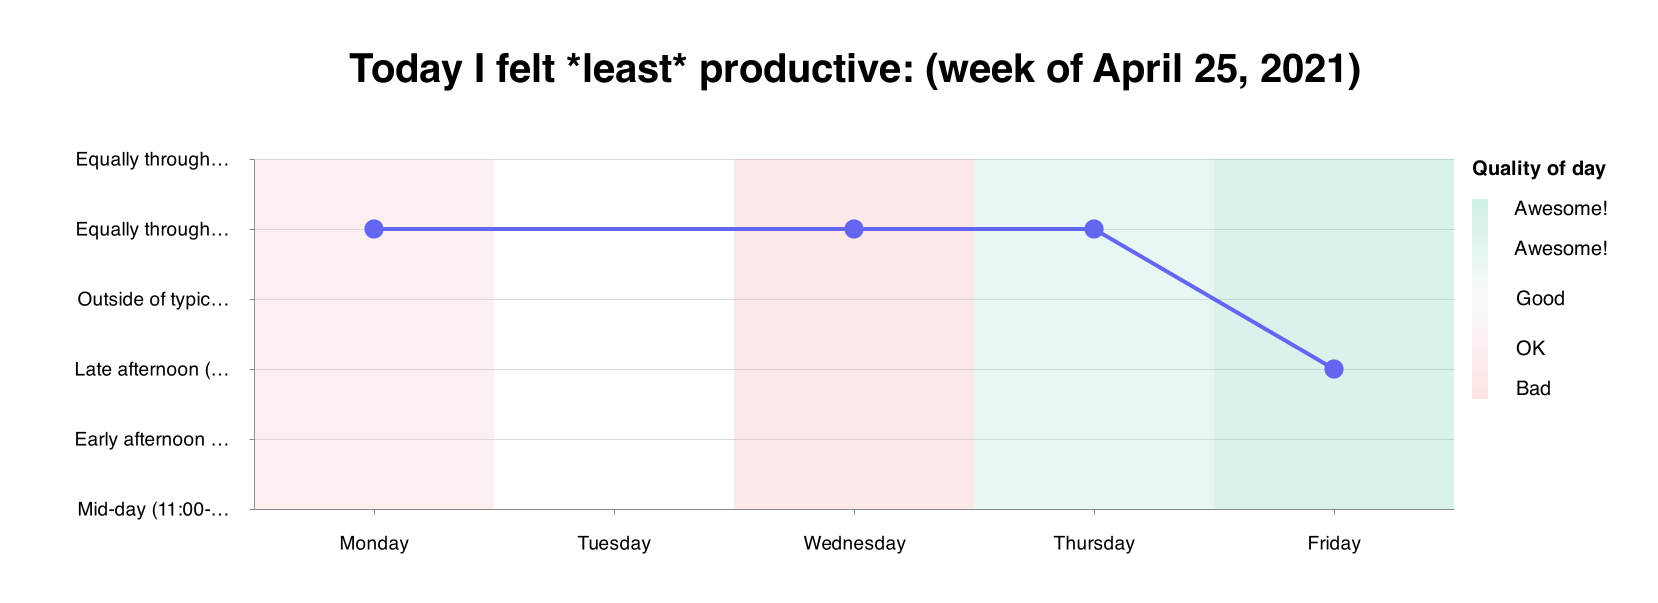 Today I felt *least* productive: (week of April 25, 2021)
Equally through…
Equally through…
Outside of typic…
Late afternoon (…
Early afternoon …
Mid-day (11:00-…
Monday
Tuesday
Wednesday
Thursday
Friday
Quality of day
Awesome!
Awesome!
Good
OK
Bad